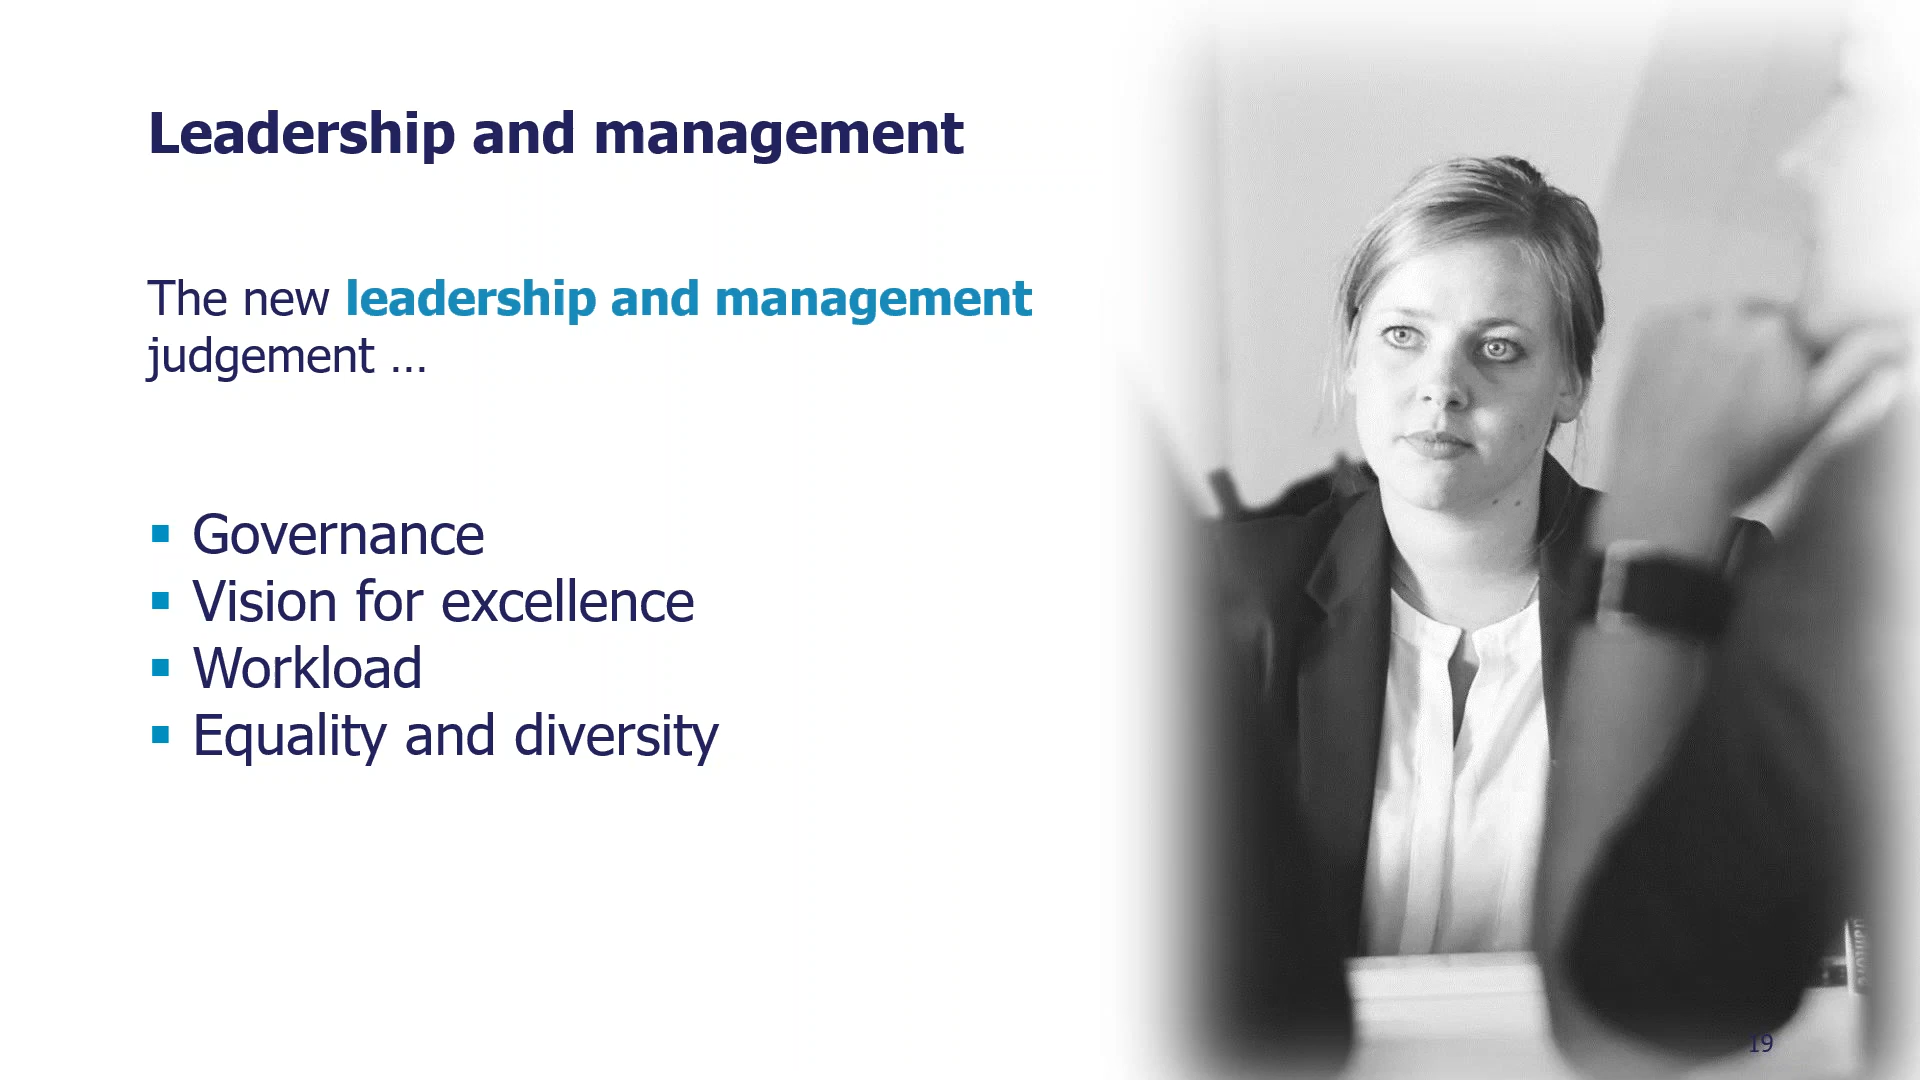 Leadership and management
The new leadership and management
judgement ...
▪ Governance
▪ Vision for excellence
▪ Workload
▪ Equality and diversity
19